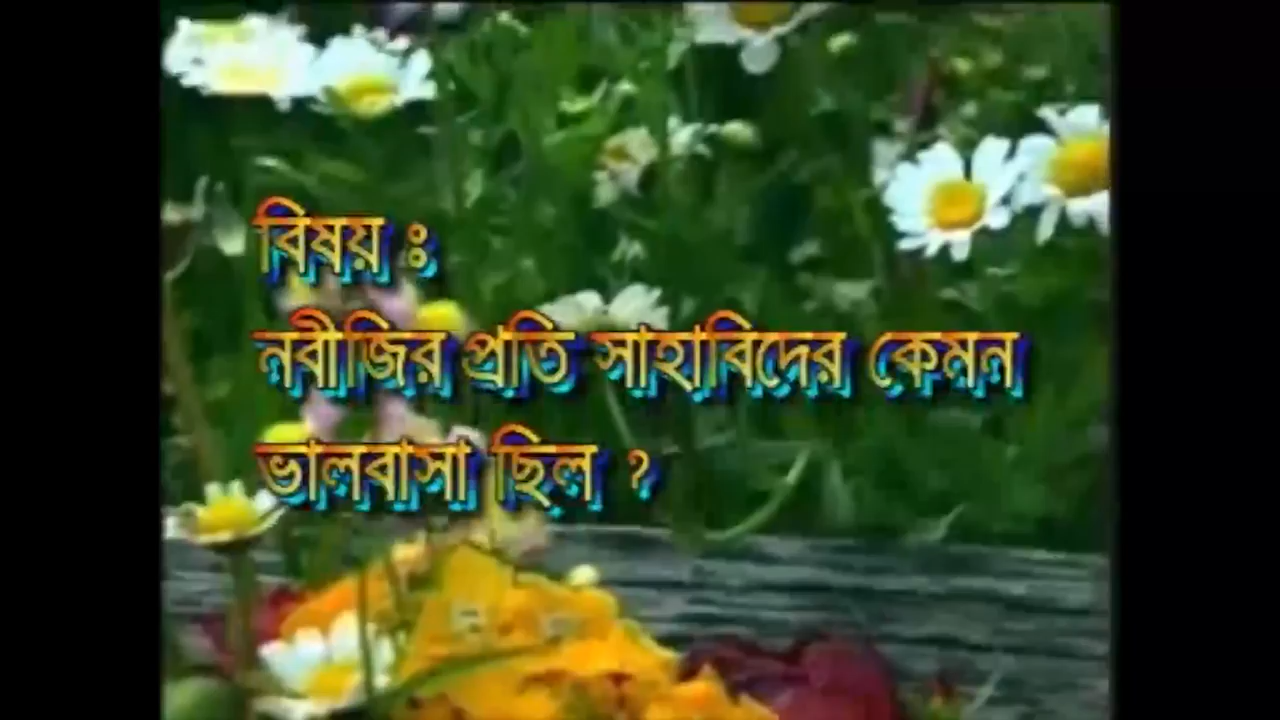 বিষয় ঃ
নবীজির প্রতি সাহাবিদের কেমন
ভালবাসা ছিল ?